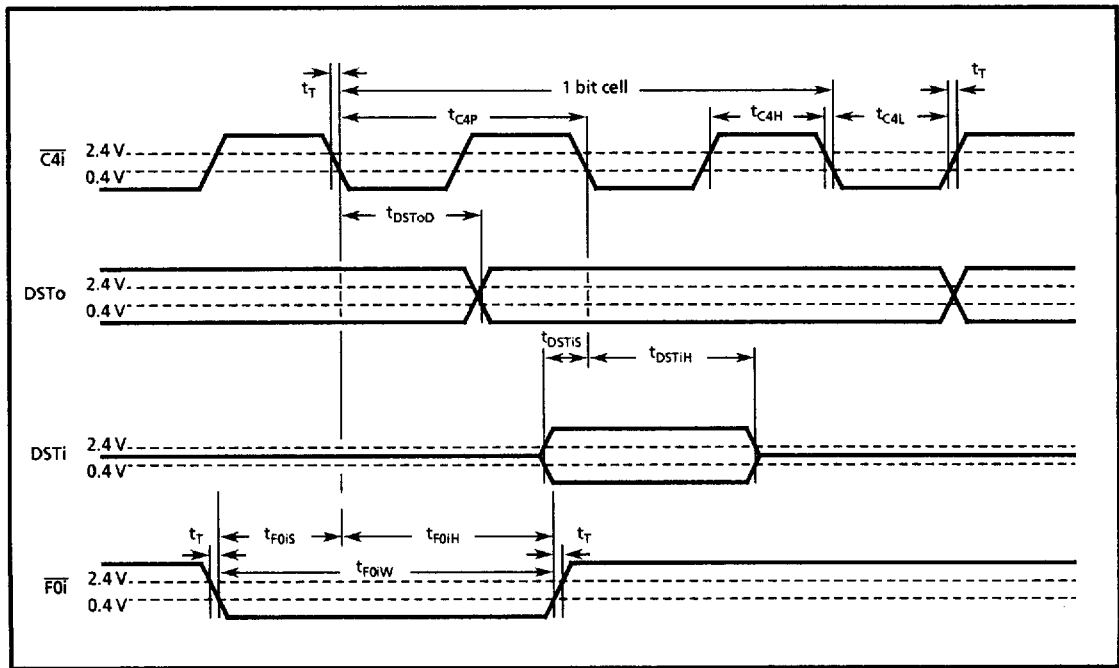 tT
1 bit cell
tT
tC4P
tC4H
tC4L
C4i
2.4 V
0.4 V
tDSToD
DSTo
2.4 V
0.4 V
tDSTiS
tDSTiH
DSTi
2.4 V
0.4 V
tT
tF0iS
tF0iH
tT
tF0iW
F0i
2.4 V
0.4 V